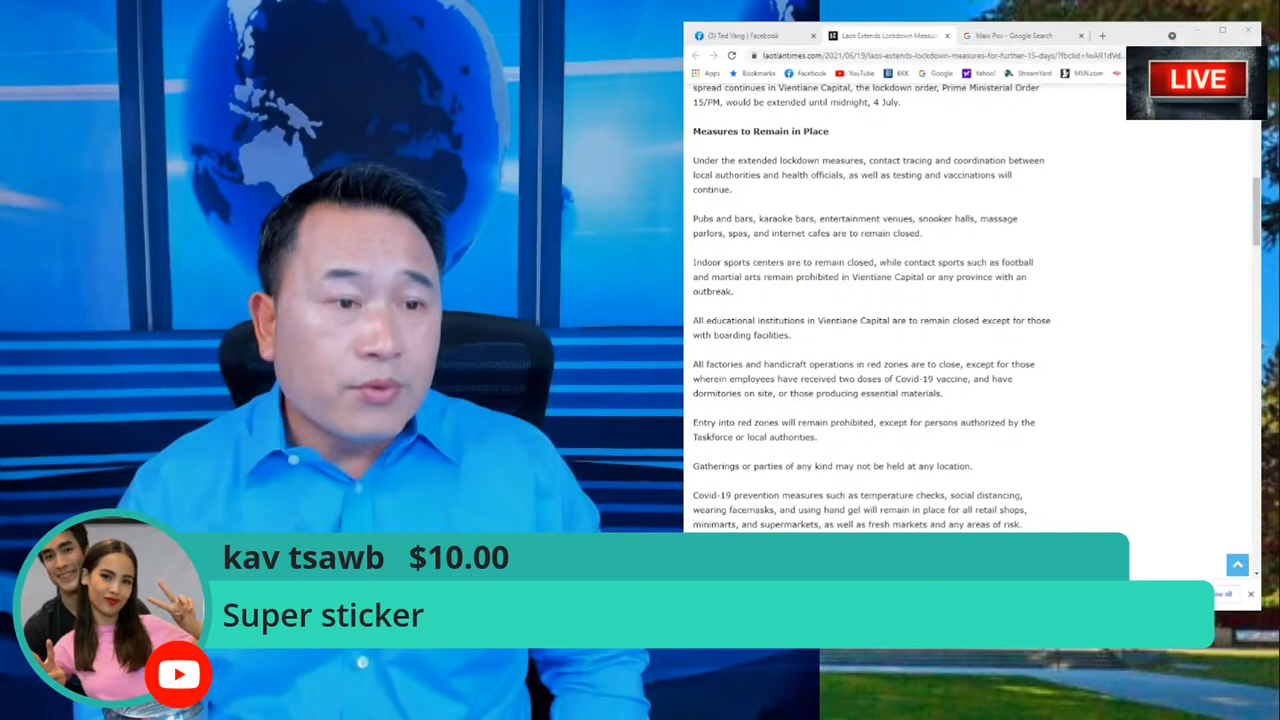 (3) Ted Vang | Facebook
Laos Extends Lockdown Measur
Maiv Puv - Google Search
laotiantimes.com/2021/06/19/laos-extends-lockdown-measures-for-further-15-days/?fbclid=IwAR1dVd...
Apps
Bookmarks
Facebook
YouTube
BKK
Google
Yahoo!
StreamYard
MSN.com
LIVE
spread continues in Vientiane Capital, the lockdown order, Prime Ministerial Order
15/PM, would be extended until midnight, 4 July.
Measures to Remain in Place
Under the extended lockdown measures, contact tracing and coordination between
local authorities and health officials, as well as testing and vaccinations will
continue.
Pubs and bars, karaoke bars, entertainment venues, snooker halls, massage
parlors, spas, and internet cafes are to remain closed.
Indoor sports centers are to remain closed, while contact sports such as football
and martial arts remain prohibited in Vientiane Capital or any province with an
outbreak.
All educational institutions in Vientiane Capital are to remain closed except for those
with boarding facilities.
All factories and handicraft operations in red zones are to close, except for those
wherein employees have received two doses of Covid-19 vaccine, and have
dormitories on site, or those producing essential materials.
Entry into red zones will remain prohibited, except for persons authorized by the
Taskforce or local authorities.
Gatherings or parties of any kind may not be held at any location.
Covid-19 prevention measures such as temperature checks, social distancing,
wearing facemasks, and using hand gel will remain in place for all retail shops,
minimarts, and supermarkets, as well as fresh markets and any areas of risk.
kav tsawb $10.00
Super sticker